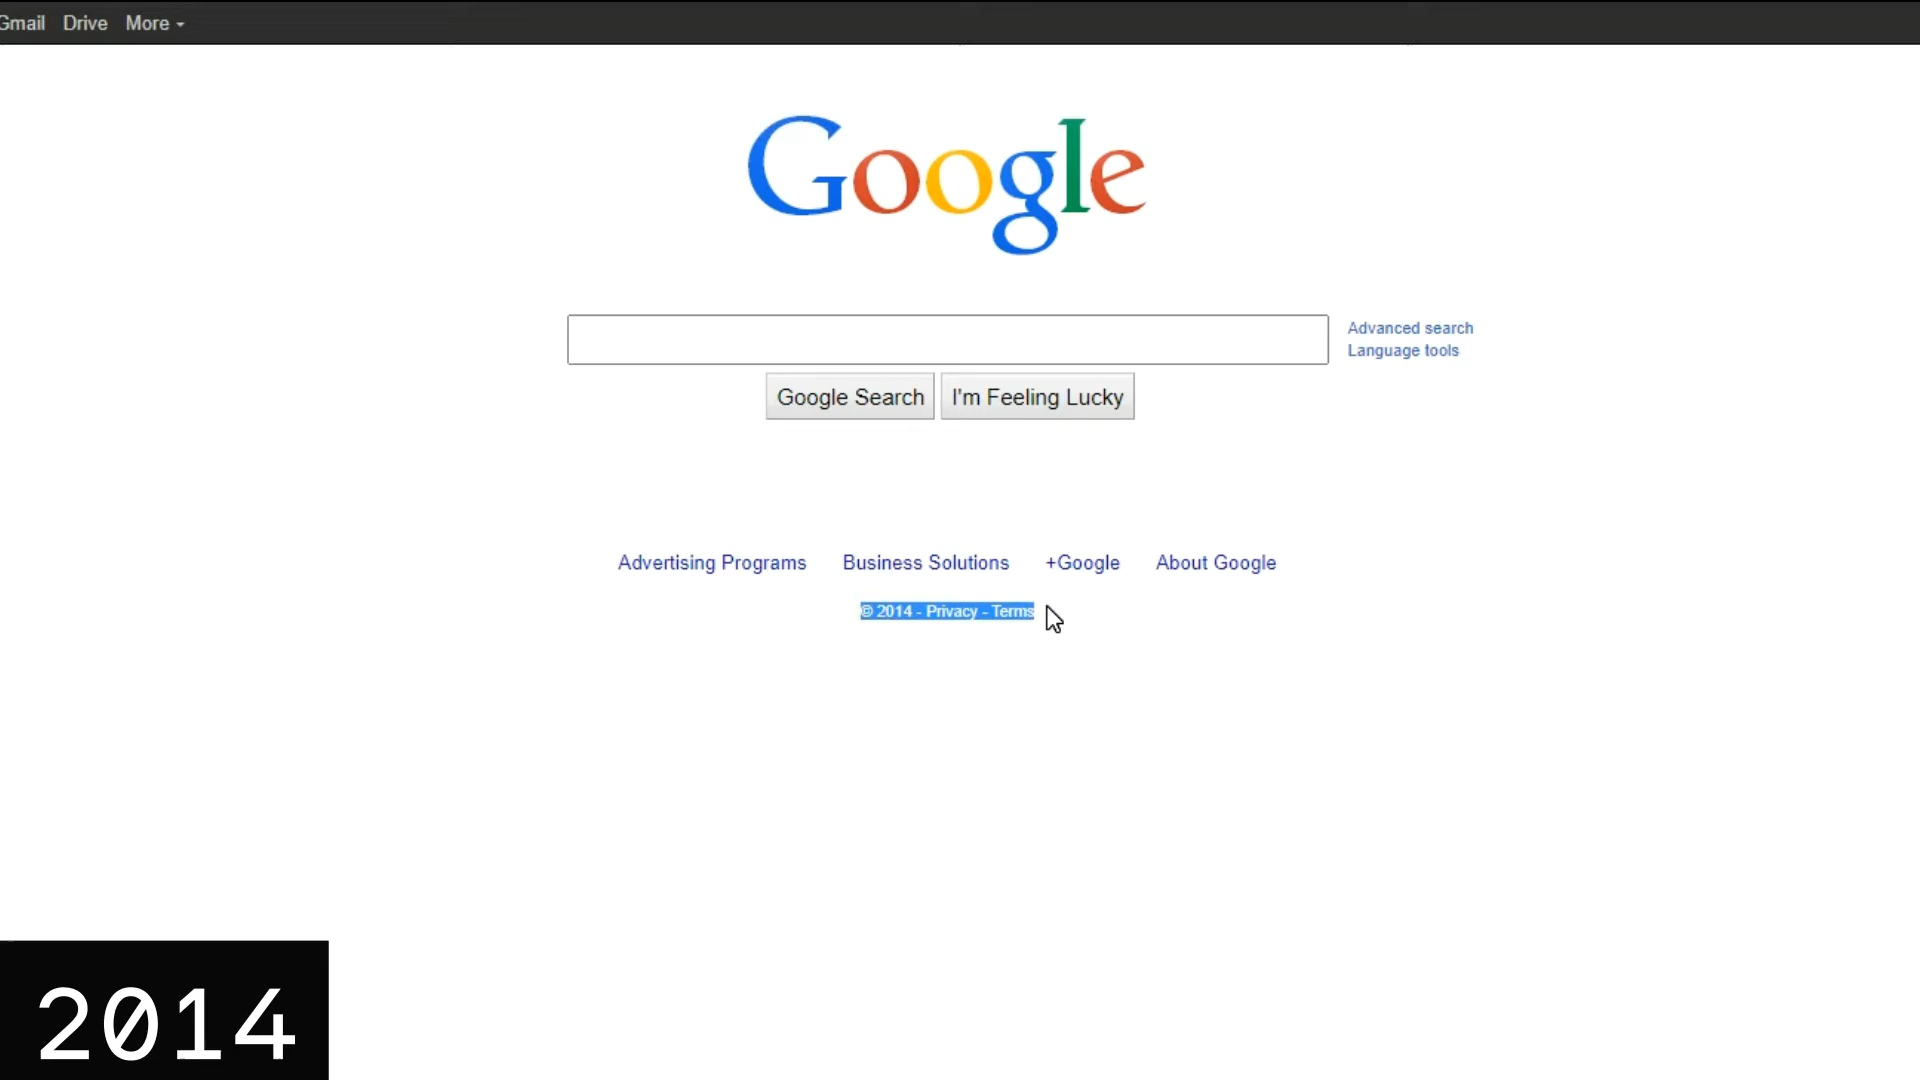 Gmail Drive More
Google
Advanced search
Language tools
Google Search I'm Feeling Lucky
Advertising Programs Business Solutions +Google About Google
© 2014 - Privacy - Terms
2014